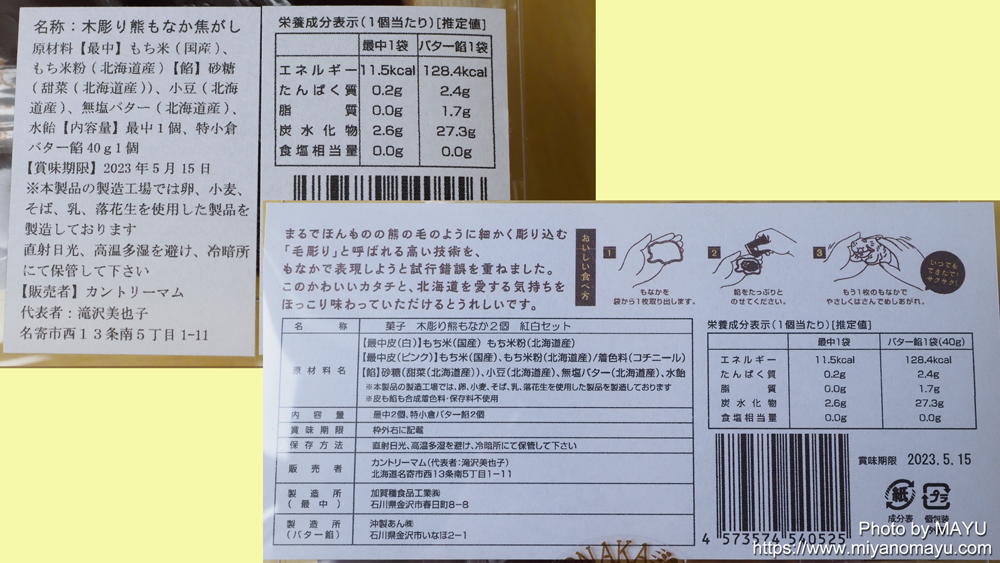 名称：木彫り熊もなか焦がし
原材料【最中】もち米（国産）、
もち米粉（北海道産）【餡】砂糖
（甜菜（北海道産））、小豆（北海
道産）、無塩バター（北海道産）、
水飴【内容量】最中１個、特小倉
バター餡40ｇ1個
【賞味期限】2023年５月15日
※本製品の製造工場では卵、小麦、
そば、乳、落花生を使用した製品を
製造しております
直射日光、高温多湿を避け、冷暗所
にて保管して下さい
【販売者】カントリーマム
代表者：滝沢美也子
名寄市西１３条南５丁目1-11
栄養成分表示（1個当たり）[推定値]
最中1袋 バター餡1袋
エネルギー 11.5kcal 128.4kcal
たんぱく質 0.2g 2.4g
脂質 0.0g 1.7g
炭水化物 2.6g 27.3g
食塩相当量 0.0g 0.0g
まるでほんものの熊の毛のように細かく彫り込む
「毛彫り」と呼ばれる高い技術を、
もなかで表現しようと試行錯誤を重ねました。
このかわいいカタチと、北海道を愛する気持ちを
ほっこり味わっていただけるとうれしいです。
おいしい食べ方
1
もなかを
袋から1枚取り出します。
2
餡をたっぷりと
のせてください。
3
もう1枚のもなかで
やさしくはさんでめしあがれ。
いつでも
できたて!
サクサク!
名称 菓子 木彫り熊もなか2個 紅白セット
原材料名 【最中皮(白)】もち米(国産) もち米粉(北海道産)
【最中皮(ピンク)】もち米(国産)、もち米粉(北海道産)/着色料(コチニール)
【餡】砂糖(甜菜(北海道産))、小豆(北海道産)、無塩バター(北海道産)、水飴
※本製品の製造工場では、卵、小麦、そば、乳、落花生を使用した製品を製造しております
※皮も餡も合成着色料・保存料不使用
内容量 最中2個、特小倉バター餡2個
賞味期限 枠外右に記載
保存方法 直射日光、高温多湿を避け、冷暗所にて保管して下さい
販売者 カントリーマム(代表者:滝沢美也子)
北海道名寄市西13条南5丁目1-11
製造所(最中) 加賀種食品工業㈱
石川県金沢市春日町8-8
製造所(バター餡) 沖製あん㈱
石川県金沢市いなほ2-1
栄養成分表示（1個当たり）[推定値]
最中1袋 バター餡1袋(40g)
エネルギー 11.5kcal 128.4kcal
たんぱく質 0.2g 2.4g
脂質 0.0g 1.7g
炭水化物 2.6g 27.3g
食塩相当量 0.0g 0.0g
賞味期限 2023.5.15
4 573574 540525
紙 プラ
成分表 個包装
ONAKA
Photo by MAYU
https://www.miyanomayu.com